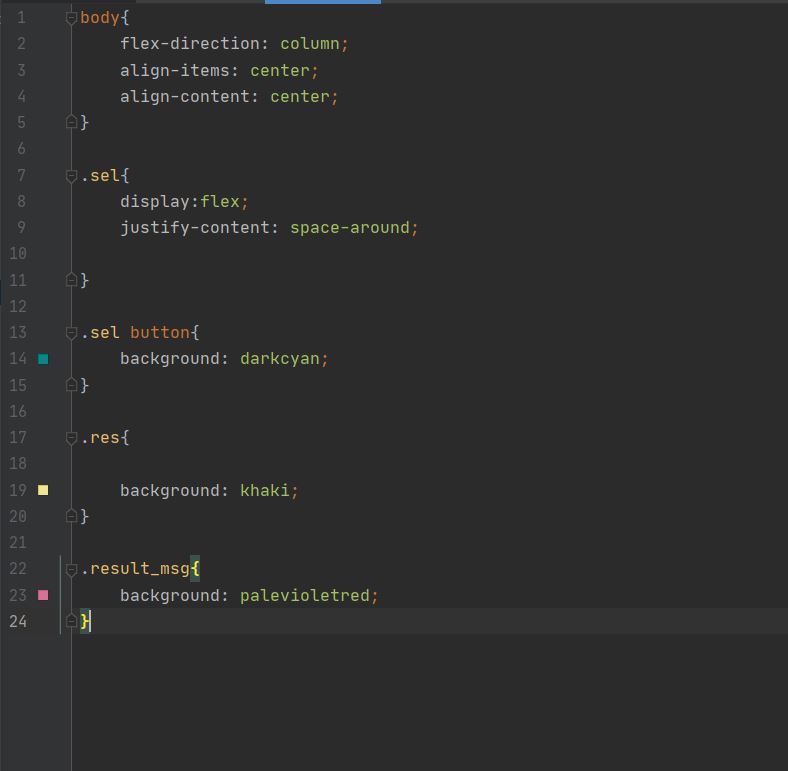 1 body{
2 flex-direction: column;
3 align-items: center;
4 align-content: center;
5 }
6
7 .sel{
8 display:flex;
9 justify-content: space-around;
10
11 }
12
13 .sel button{
14 background: darkcyan;
15 }
16
17 .res{
18
19 background: khaki;
20 }
21
22 .result_msg{
23 background: palevioletred;
24 }